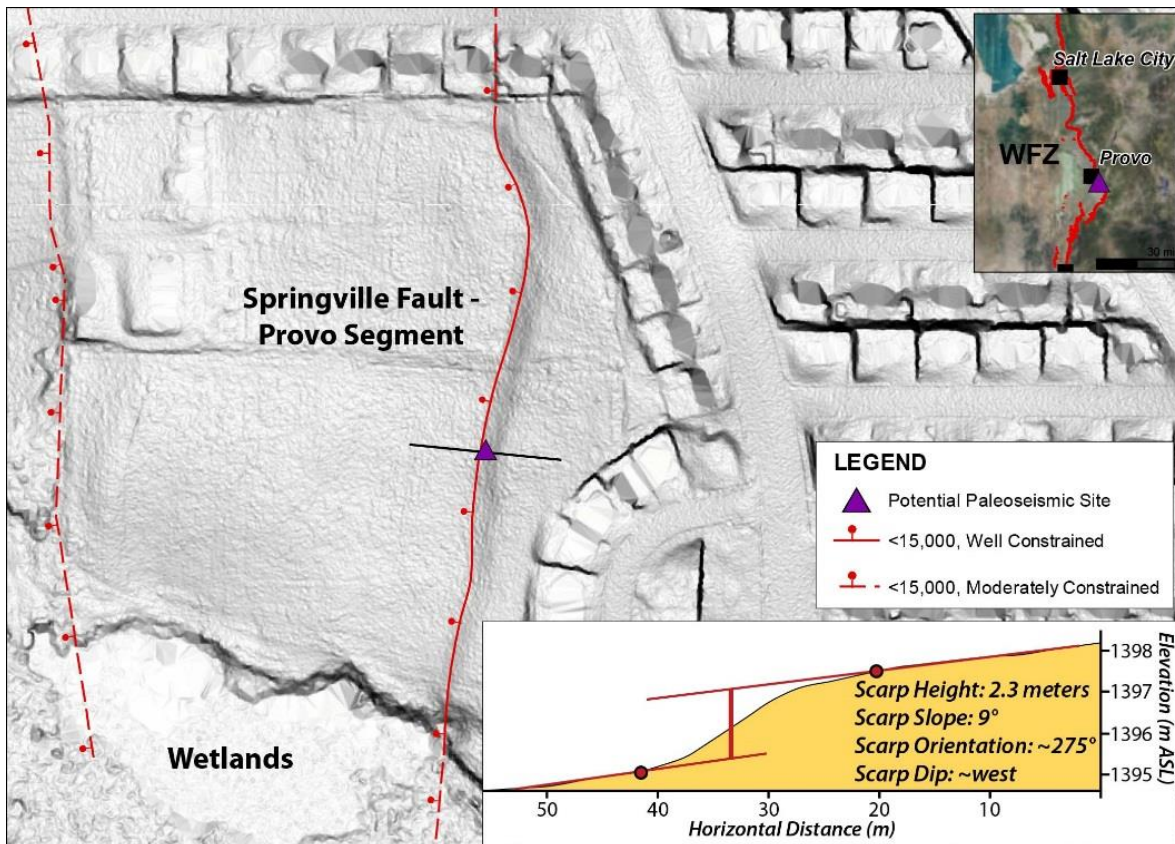 Salt Lake City
WFZ
Provo
30 mi
Springville Fault -
Provo Segment
LEGEND
Potential Paleoseismic Site
<15,000, Well Constrained
<15,000, Moderately Constrained
Wetlands
Scarp Height: 2.3 meters
Scarp Slope: 9°
Scarp Orientation: ~275°
Scarp Dip: ~west
1398
1397
1396
1395
Elevation (m ASL)
50 40 30 20 10
Horizontal Distance (m)